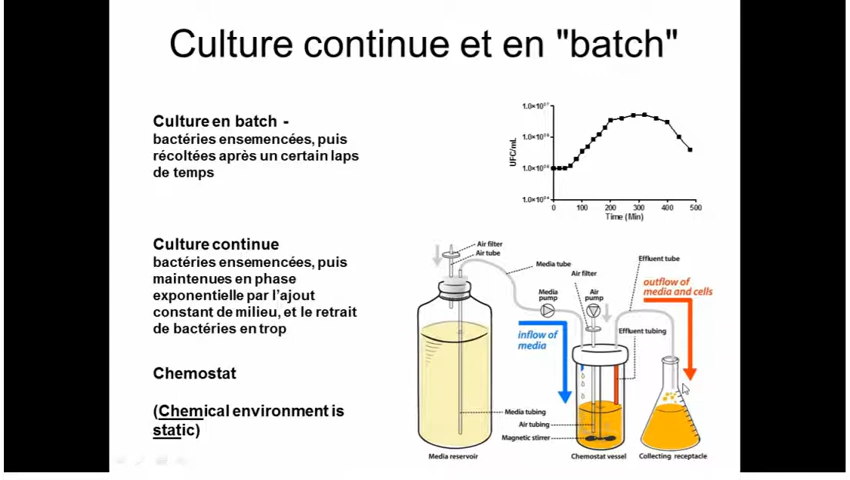 Culture continue et en "batch"
Culture en batch -
bactéries ensemencées, puis
récoltées après un certain laps
de temps
UFC/mL
0
100
200
300
400
500
Time (Min)
Culture continue
bactéries ensemencées, puis
maintenues en phase
exponentielle par l'ajout
constant de milieu, et le retrait
de bactéries en trop
Chemostat
(Chemical environment is
static)
Air filter
Air tube
Media tube
Air filter
Effluent tube
Media
pump
Air
pump
outflow of
media and cells
inflow of
media
Effluent tubing
Media tubing
Air tubing
Magnetic stirrer
Media reservoir
Chemostat vessel
Collecting receptacle